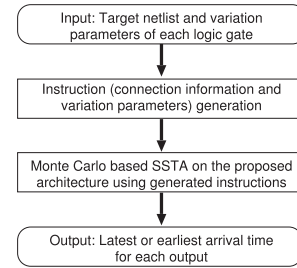 Input: Target netlist and variation
parameters of each logic gate
Instruction (connection information and
variation parameters) generation
Monte Carlo based SSTA on the proposed
architecture using generated instructions
Output: Latest or earliest arrival time
for each output